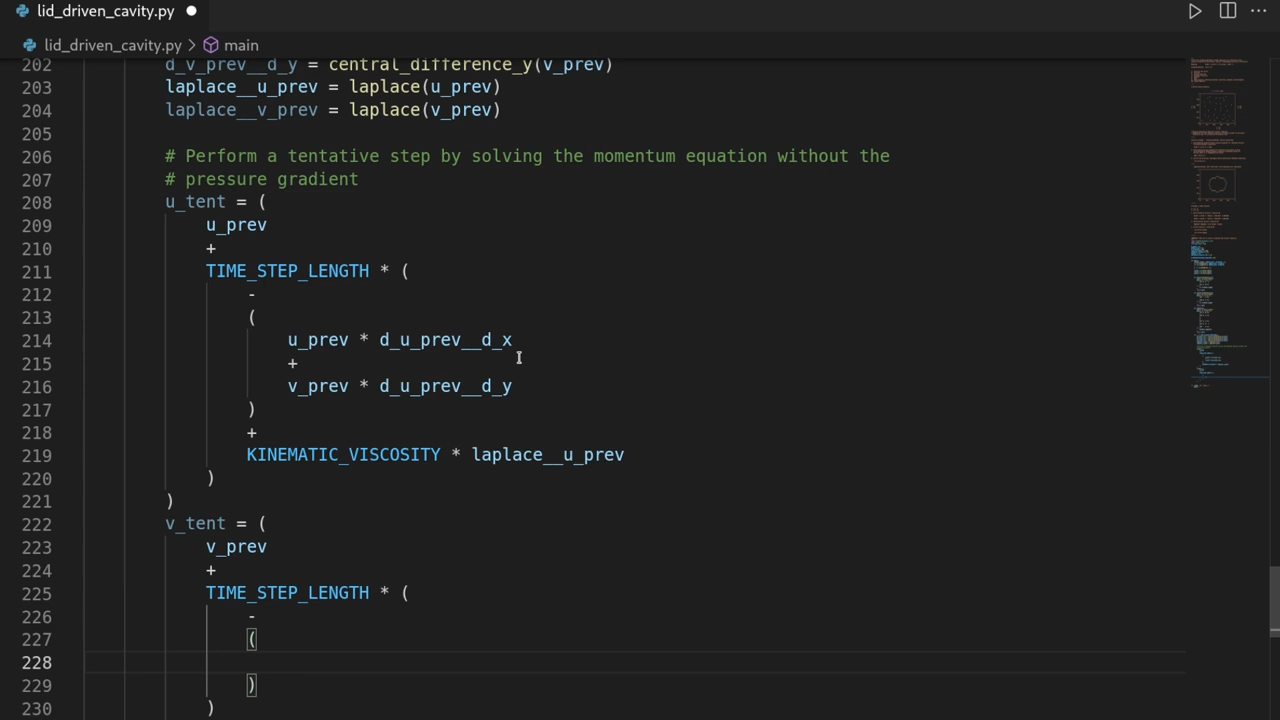 lid_driven_cavity.py
lid_driven_cavity.py > main
202 d_v_prev__d_y = central_difference_y(v_prev)
203 laplace__u_prev = laplace(u_prev)
204 laplace__v_prev = laplace(v_prev)
205
206 # Perform a tentative step by solving the momentum equation without the
207 # pressure gradient
208 u_tent = (
209 u_prev
210 +
211 TIME_STEP_LENGTH * (
212 -
213 (
214 u_prev * d_u_prev__d_x
215 +
216 v_prev * d_u_prev__d_y
217 )
218 +
219 KINEMATIC_VISCOSITY * laplace__u_prev
220 )
221 )
222 v_tent = (
223 v_prev
224 +
225 TIME_STEP_LENGTH * (
226 -
227 (
228
229 )
230 )